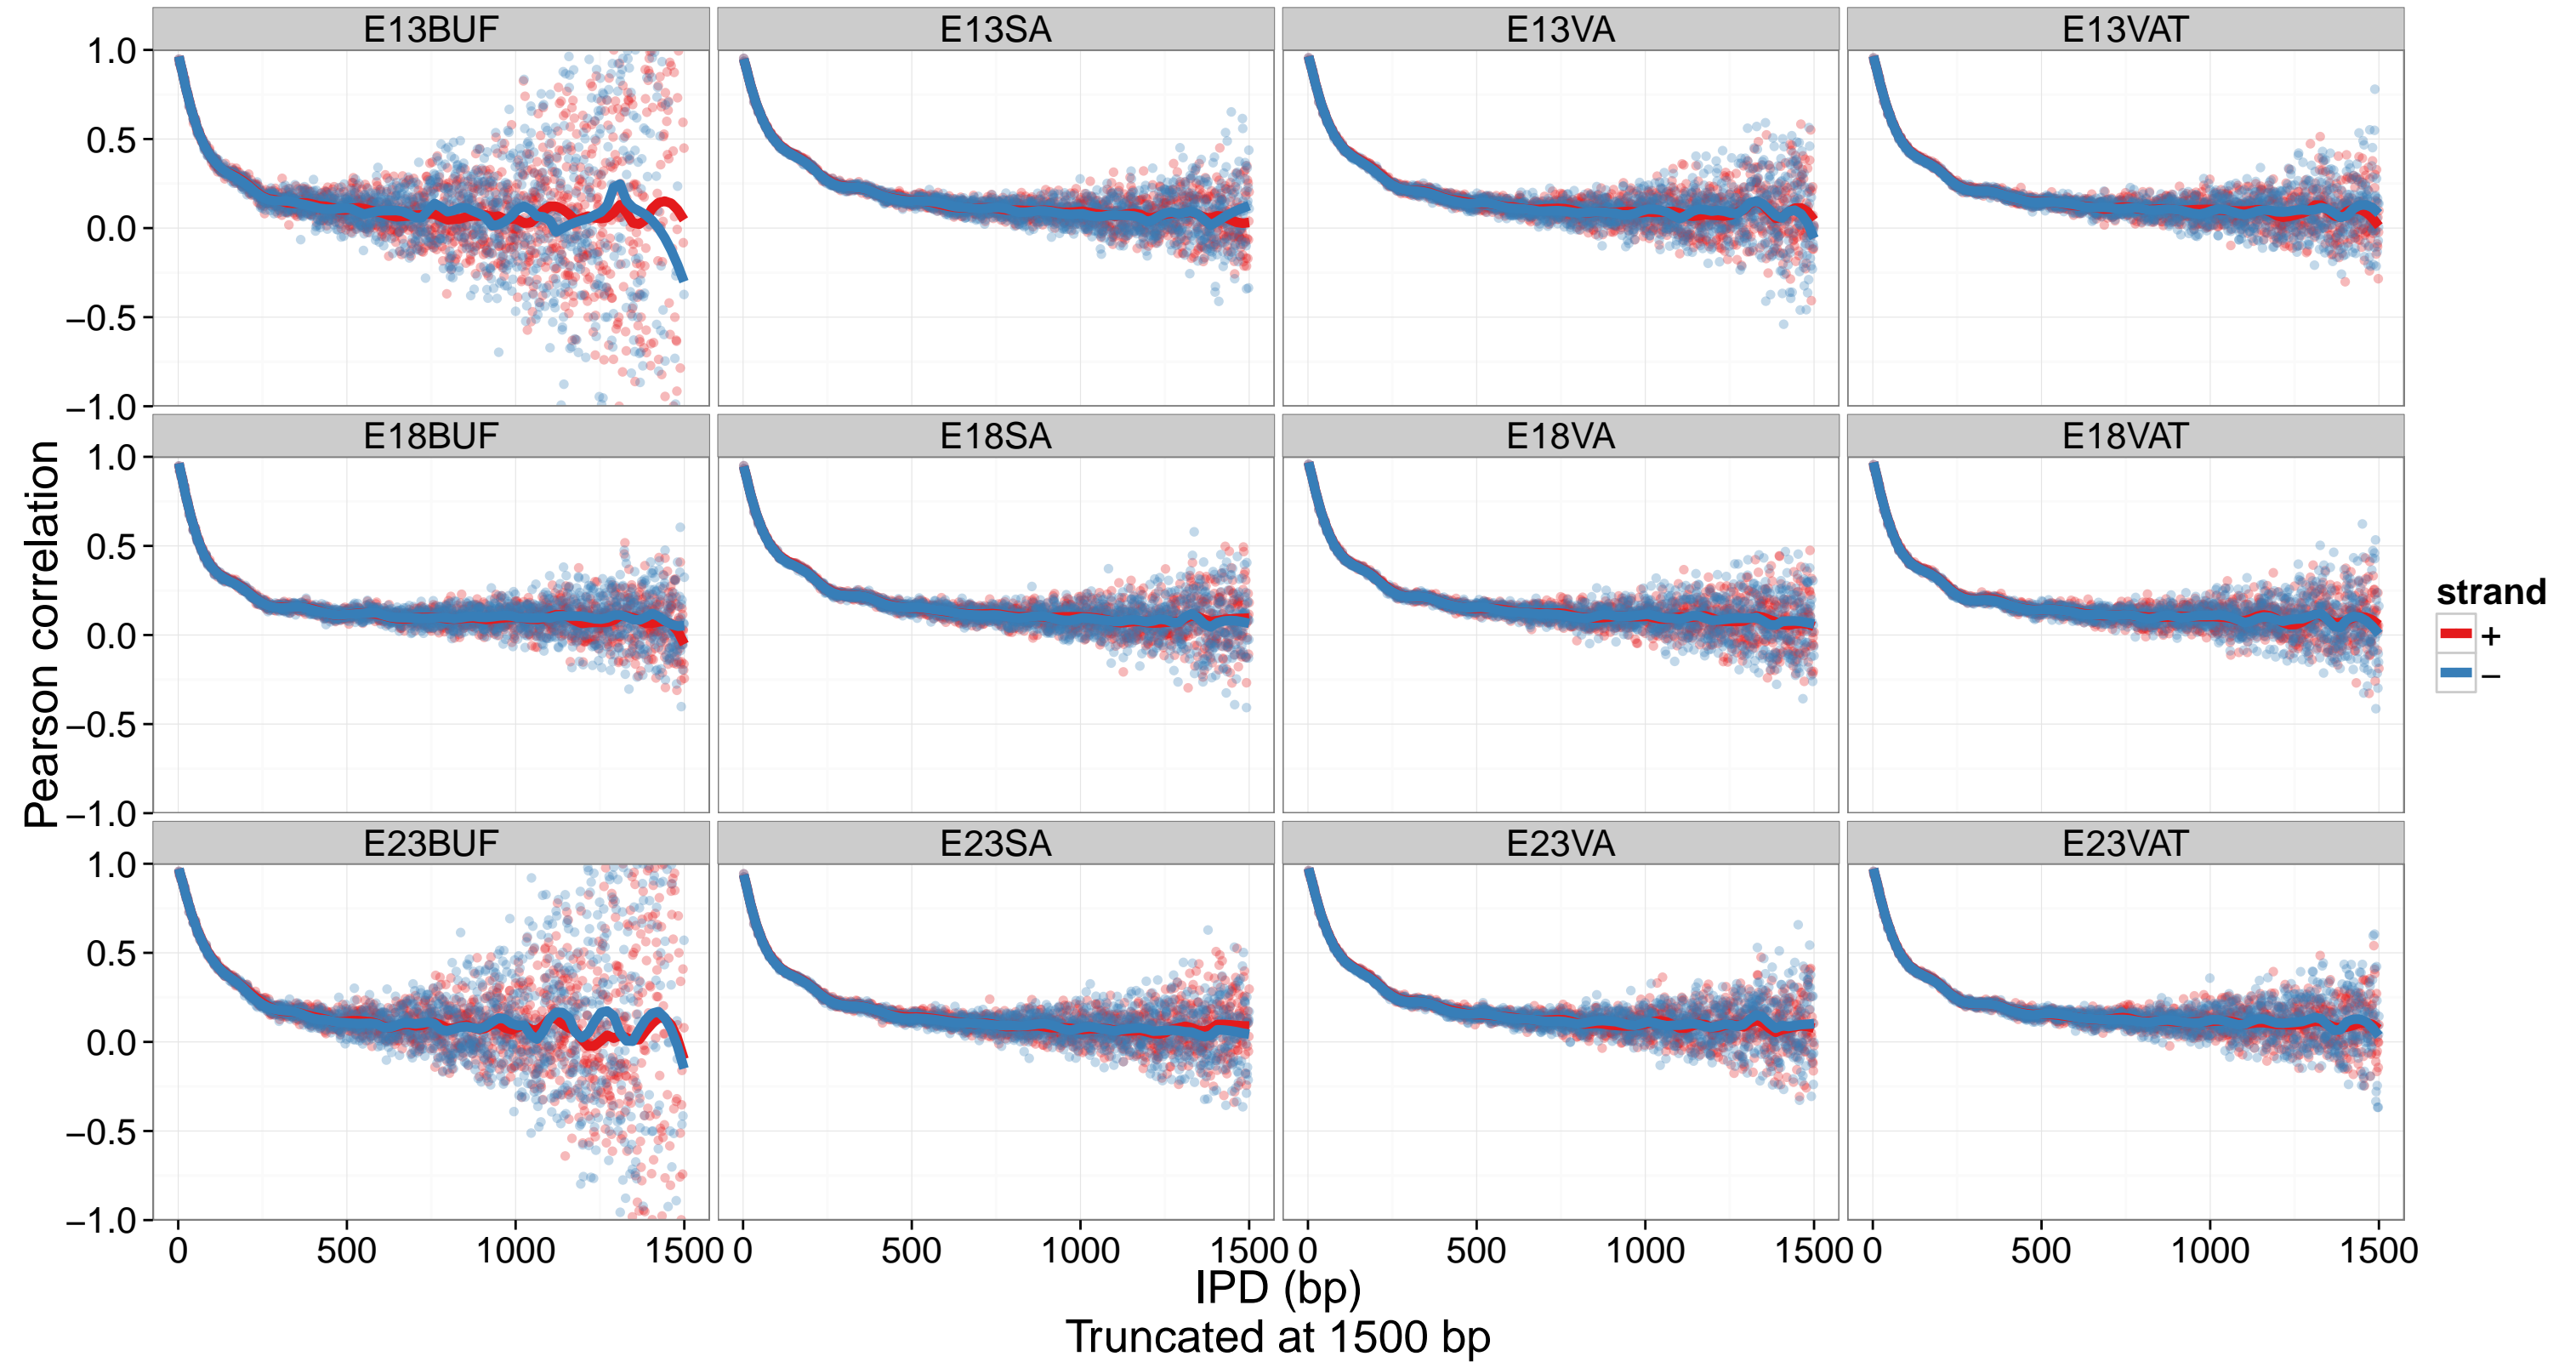 E13BUF E13SA E13VA E13VAT
1.0
0.5
0.0
−0.5
−1.0
E18BUF E18SA E18VA E18VAT
1.0
0.5
0.0
−0.5
−1.0
E23BUF E23SA E23VA E23VAT
1.0
0.5
0.0
−0.5
−1.0
0 500 1000 1500 0 500 1000 1500 0 500 1000 1500 0 500 1000 1500
Pearson correlation
IPD (bp)
Truncated at 1500 bp
strand
+
−